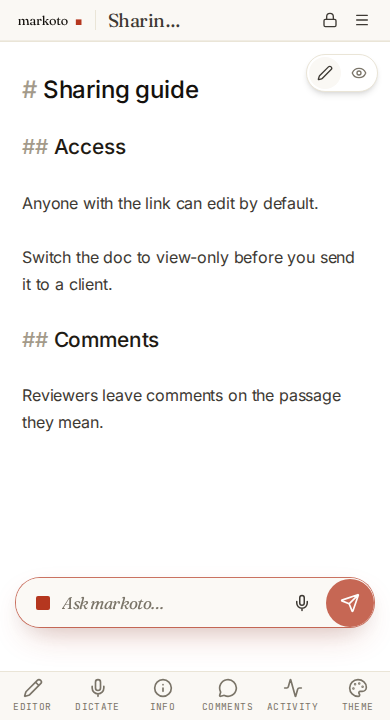 markoto
Sharin...
# Sharing guide
## Access
Anyone with the link can edit by default.
Switch the doc to view-only before you send
it to a client.
## Comments
Reviewers leave comments on the passage
they mean.
Ask markoto...
EDITOR
DICTATE
INFO
COMMENTS
ACTIVITY
THEME